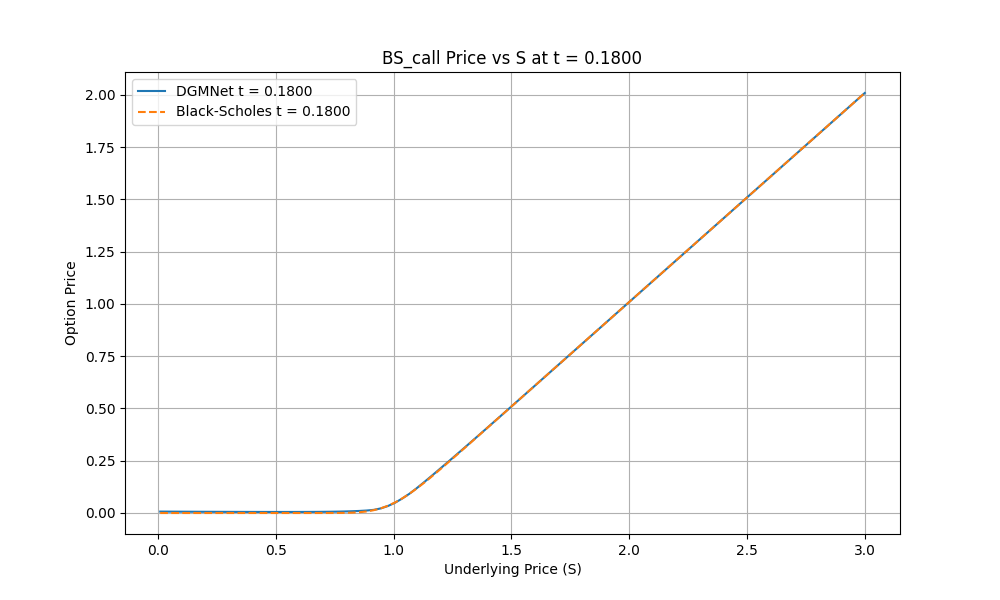 BS_call Price vs S at t = 0.1800
DGMNet t = 0.1800
Black-Scholes t = 0.1800
Option Price
2.00
1.75
1.50
1.25
1.00
0.75
0.50
0.25
0.00
0.0 0.5 1.0 1.5 2.0 2.5 3.0
Underlying Price (S)